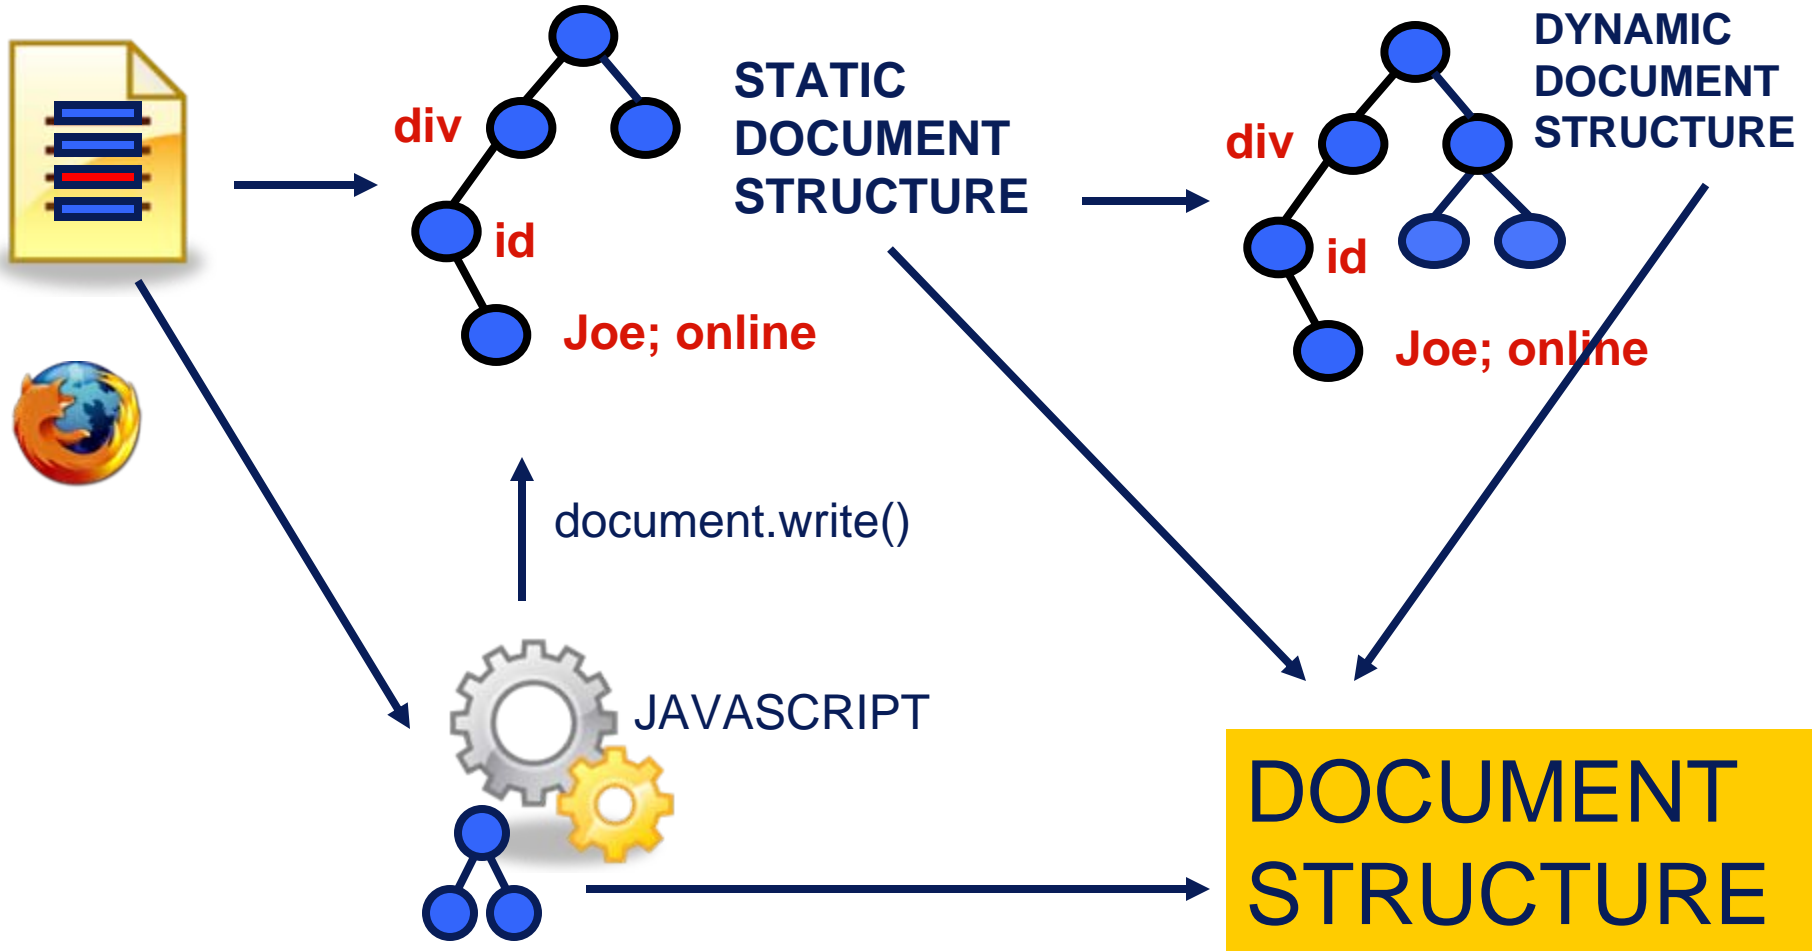 div
id
Joe; online
STATIC
DOCUMENT
STRUCTURE
div
id
Joe; online
DYNAMIC
DOCUMENT
STRUCTURE
document.write()
JAVASCRIPT
DOCUMENT
STRUCTURE